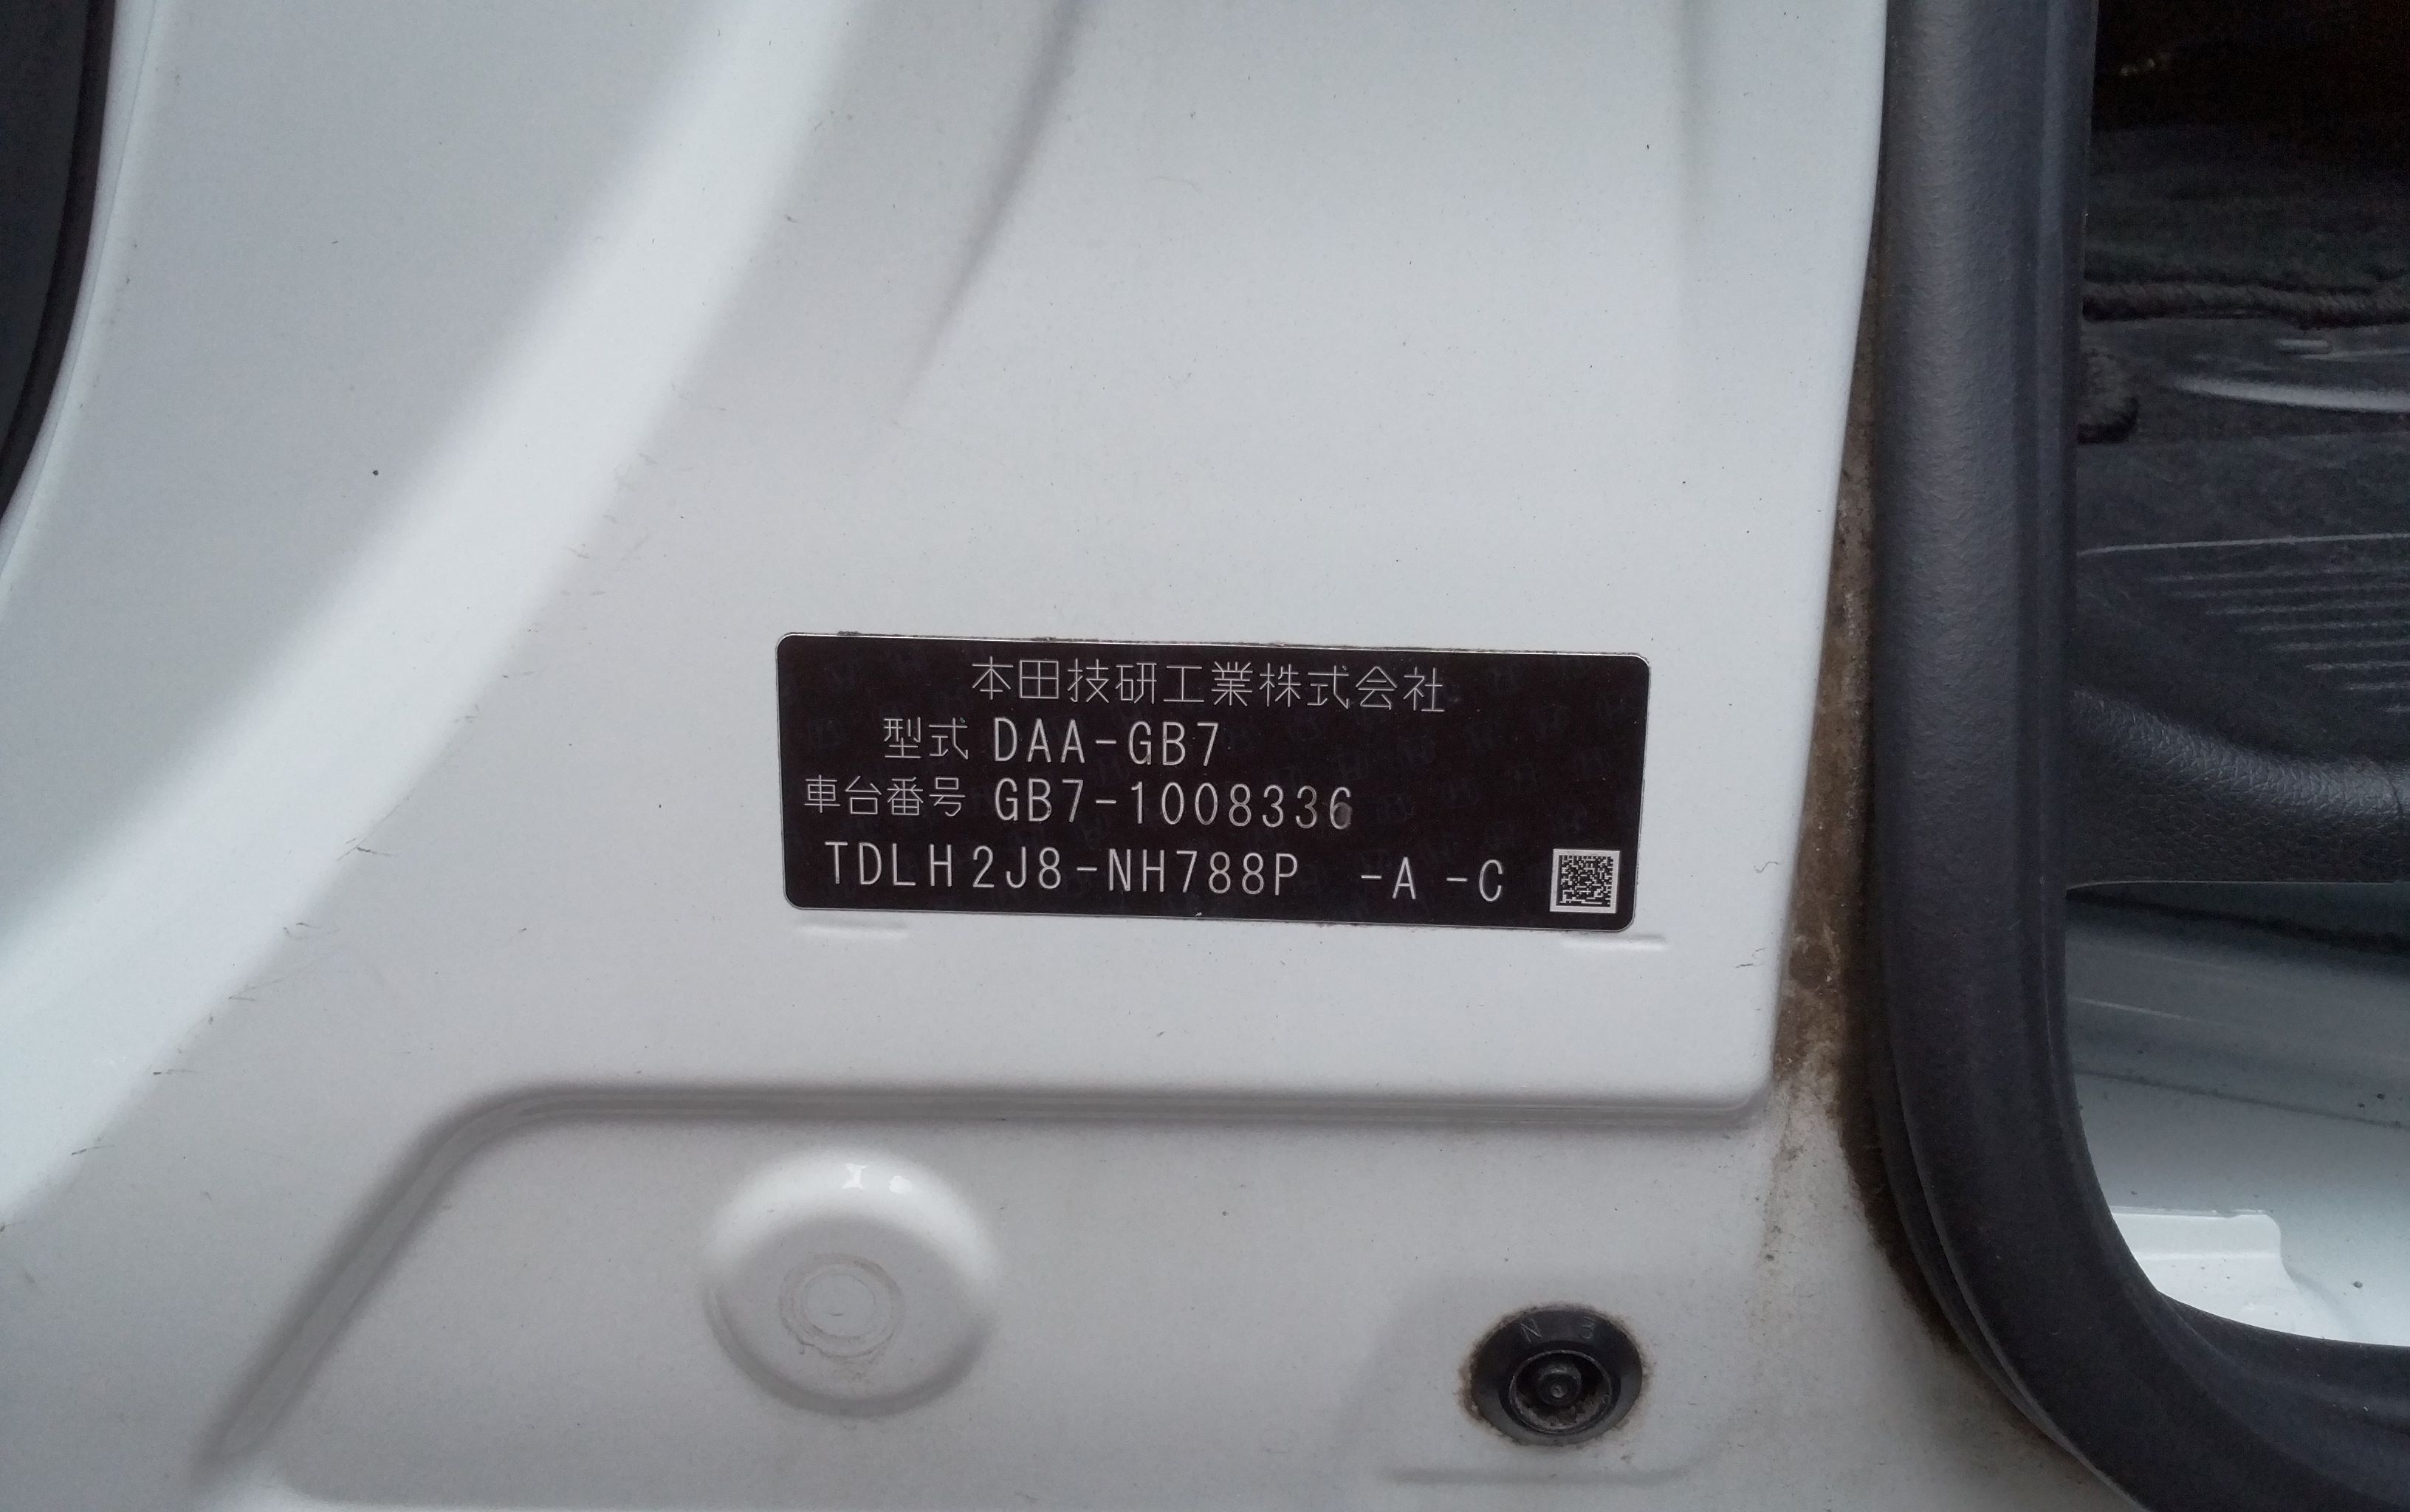 本田技研工業株式会社
型式 DAA-GB7
車台番号 GB7-1008336
TDLH2J8-NH788P -A -C
N 3